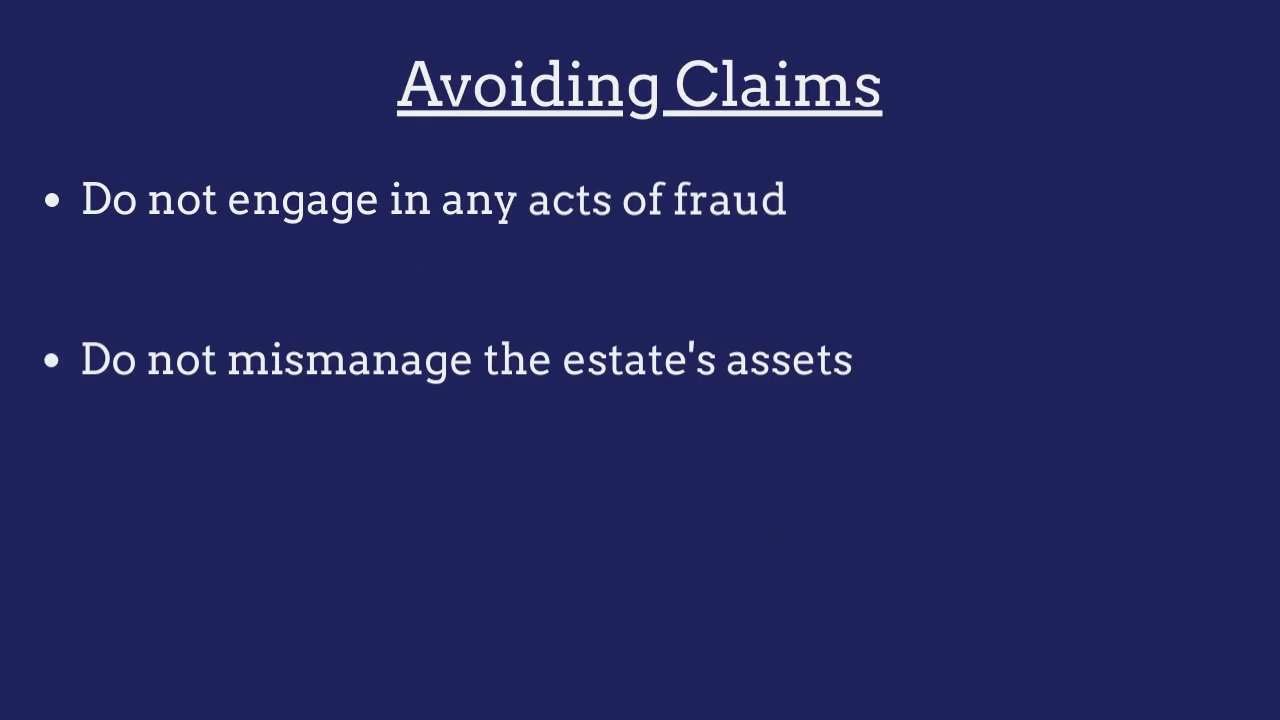 Avoiding Claims
• Do not engage in any acts of fraud
• Do not mismanage the estate's assets